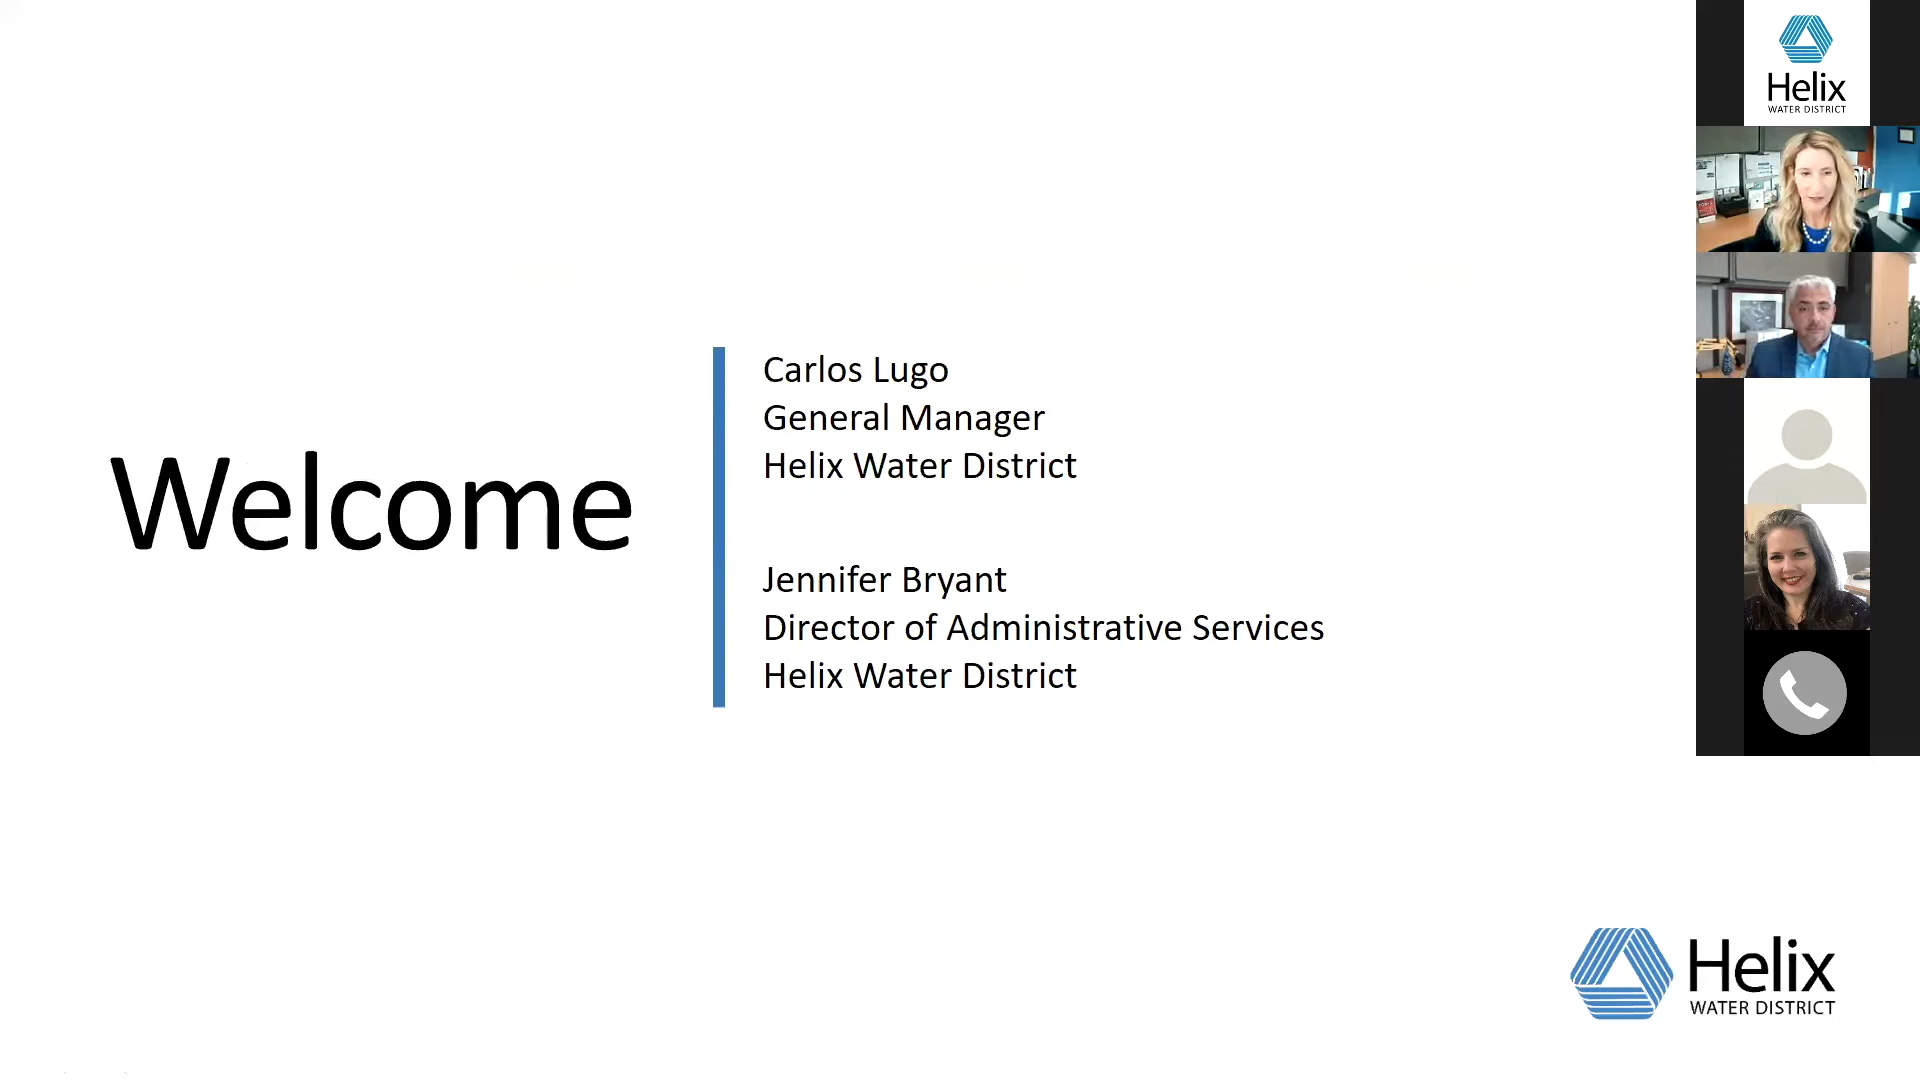 Welcome
Carlos Lugo
General Manager
Helix Water District
Jennifer Bryant
Director of Administrative Services
Helix Water District
Helix
WATER DISTRICT
Helix
WATER DISTRICT